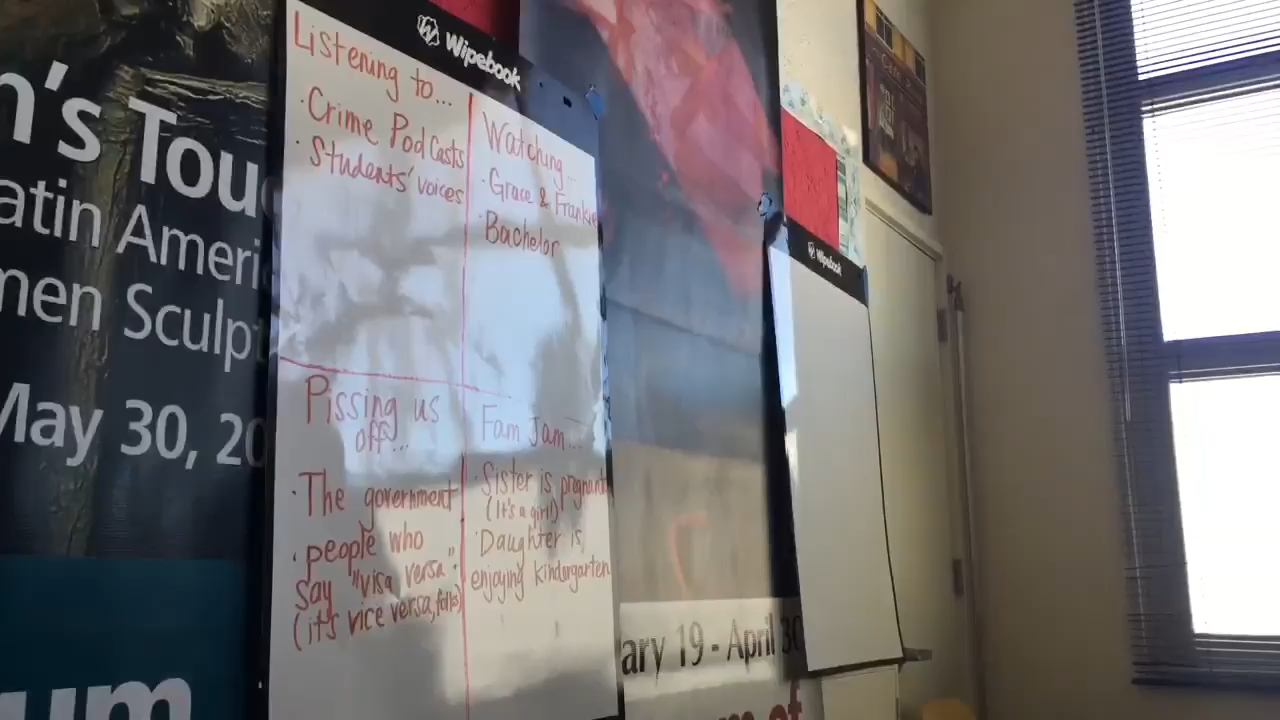 Wipebook
Listening to...
· Crime Podcasts
· Students' voices
Watching...
· Grace & Frankie
· Bachelor
Pissing us
off...
· The government
· people who
say "visa versa."
(it's vice versa, folks)
Fam Jam...
· Sister is pregnant
(It's a girl!)
· Daughter is
enjoying kindergarten
Wipebook
n's Tou
atin Ameri
men Sculpt
May 30, 20
um
ary 19 - April 30
um of